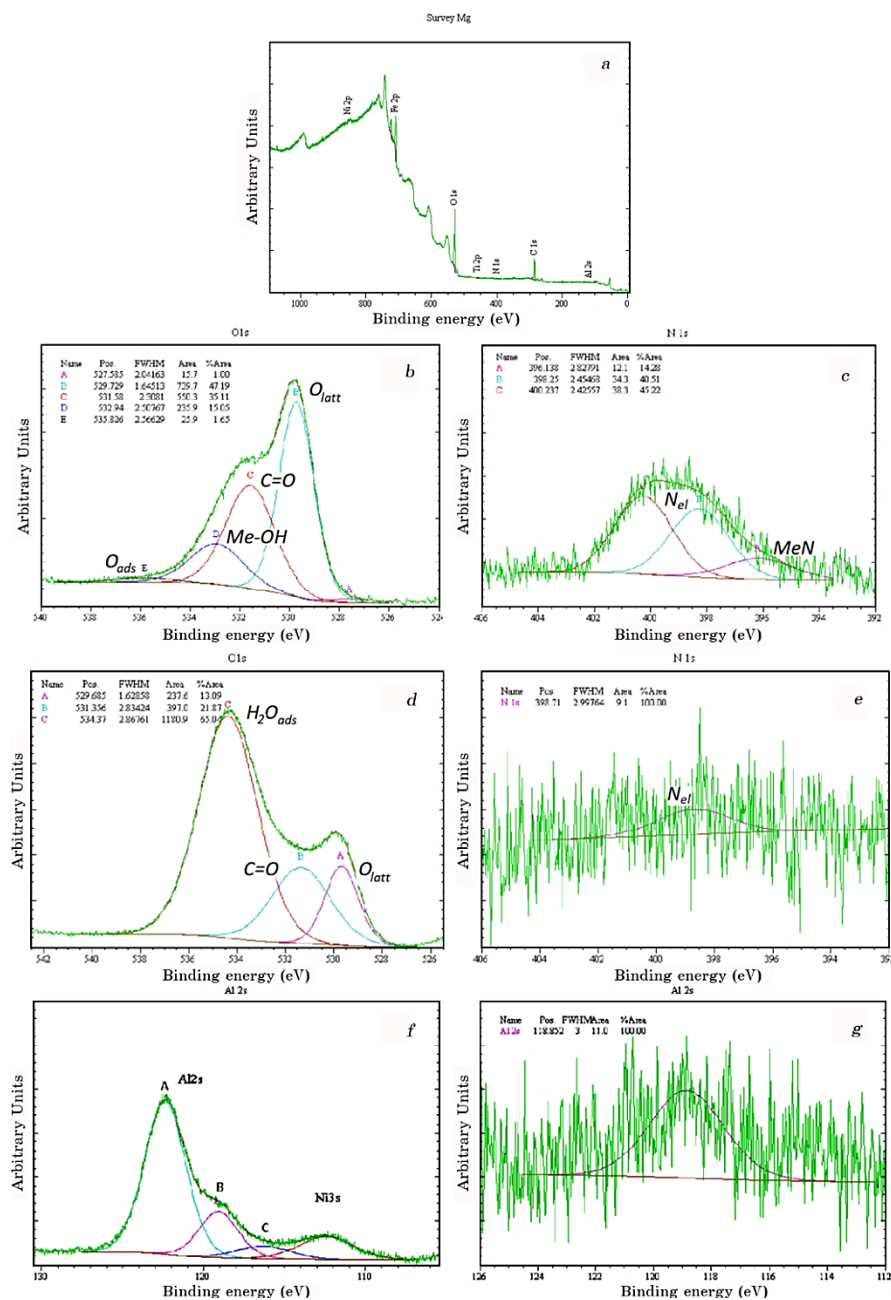 Survey Mg
a
Arbitrary Units
Ni 2p
Fe 2p
O 1s
Ti 2p
N 1s
C 1s
Al 2s
1000 800 600 400 200 0
Binding energy (eV)
O1s
b
Name Pos. FWHM Area %Area
A 527.585 2.04163 15.7 1.00
B 529.729 1.64513 739.7 47.19
C 531.58 2.3081 550.3 35.11
D 532.94 2.50767 235.9 15.05
E 535.826 2.56629 25.9 1.65
Arbitrary Units
Olatt
B
C
C=O
D
Me-OH
Oads E
A
540 538 536 534 532 530 528 526 524
Binding energy (eV)
N 1s
c
Name Pos. FWHM Area %Area
A 396.138 2.82791 12.1 14.28
B 398.25 2.45468 34.3 40.51
C 400.237 2.42557 38.3 45.22
Arbitrary Units
Nel
B
MeN
A
406 404 402 400 398 396 394 392
Binding energy (eV)
O1s
d
Name Pos. FWHM Area %Area
A 529.685 1.62858 237.6 13.09
B 531.356 2.83424 397.0 21.87
C 534.37 2.86761 1180.9 65.04
Arbitrary Units
C
H2Oads
C=O
B
A
Olatt
542 540 538 536 534 532 530 528 526
Binding energy (eV)
N 1s
e
Name Pos. FWHM Area %Area
N 1s 398.71 2.99764 9.1 100.00
Arbitrary Units
Nel
406 404 402 400 398 396 394 392
Binding energy (eV)
Al 2s
f
Arbitrary Units
A
Al2s
B
C
Ni3s
130 120 110
Binding energy (eV)
Al 2s
g
Name Pos FWHM Area %Area
Al 2s 118.852 3 11.0 100.00
Arbitrary Units
126 124 122 120 118 116 114 112
Binding energy (eV)